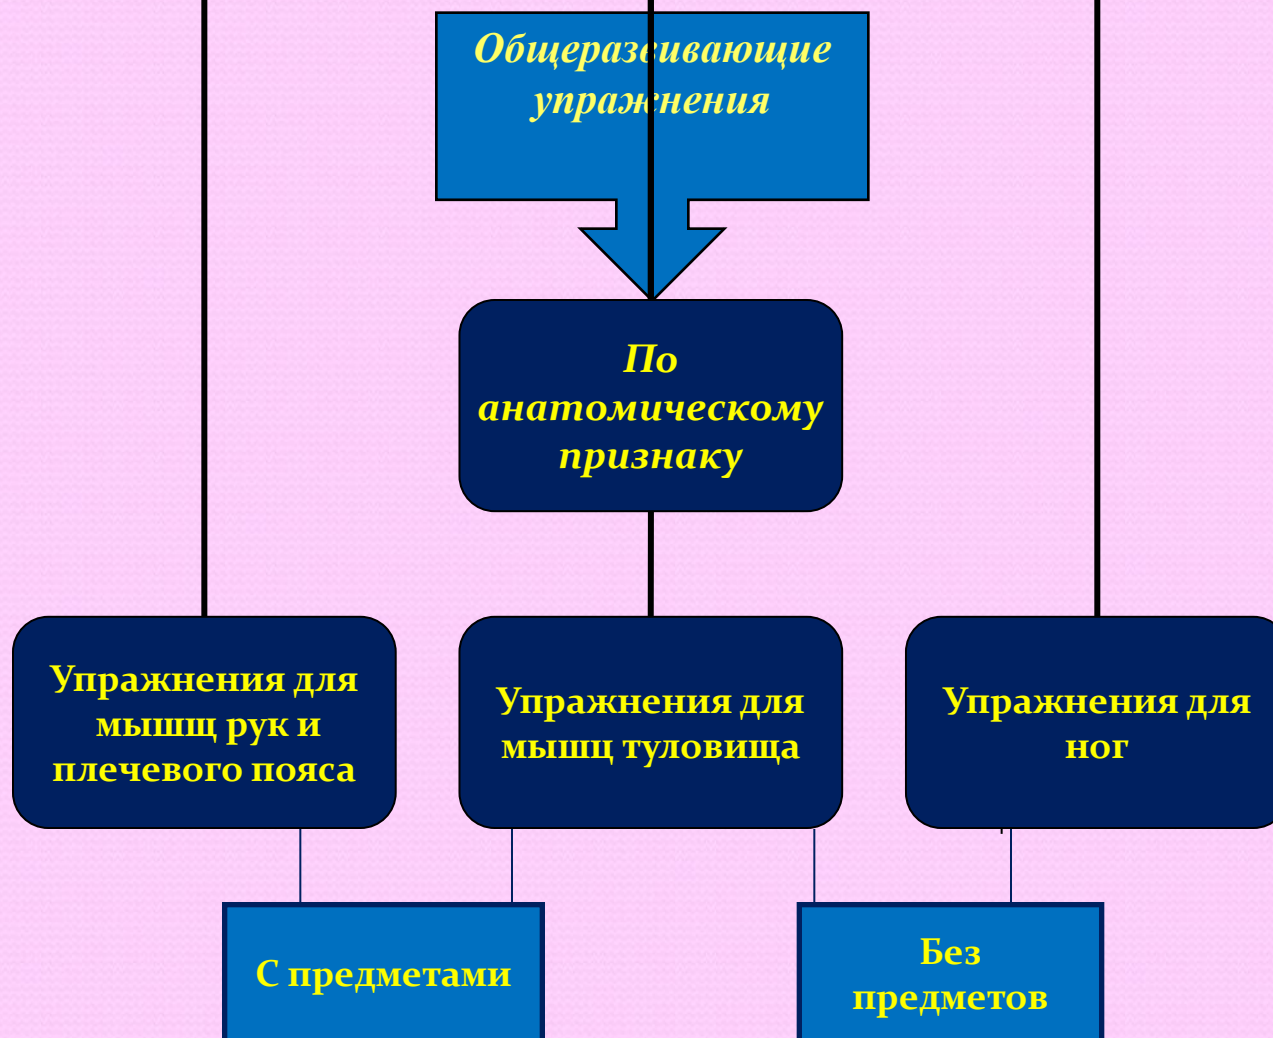 Общеразвивающие
упражнения
По
анатомическому
признаку
Упражнения для
мышщ рук и
плечевого пояса
Упражнения для
мышц туловища
Упражнения для
ног
С предметами
Без
предметов